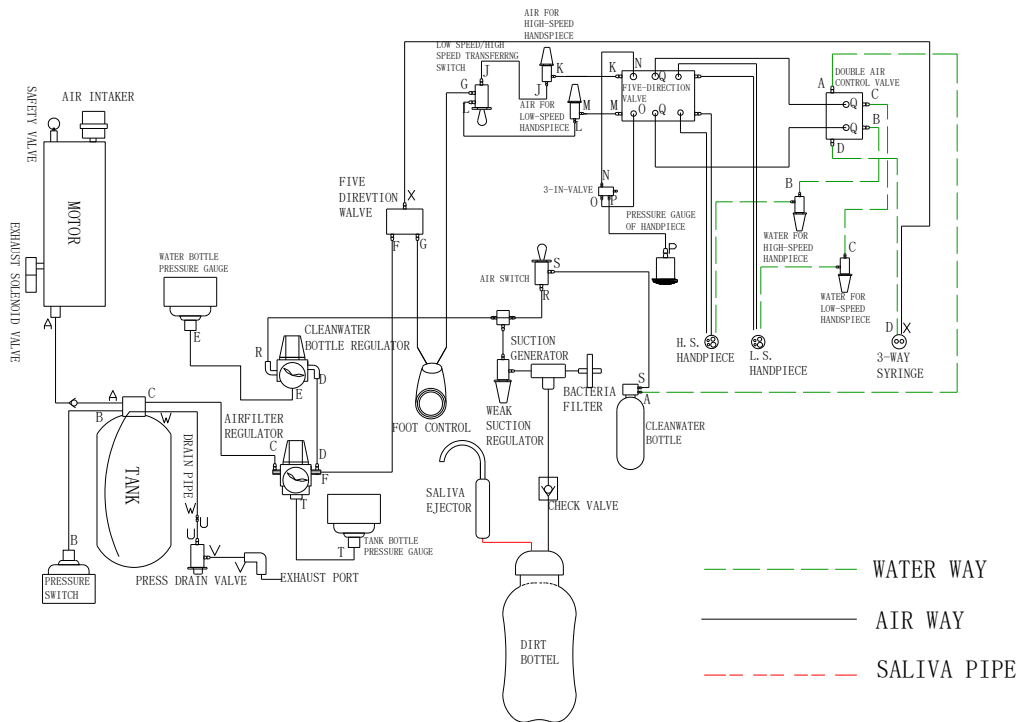 AIR FOR
HIGH-SPEED
HANDSPIECE
LOW SPEED/HIGH
SPEED TRANSFERRNG
SWITCH
J
K
K
N
Q
G
J
FIVE-DIRECTION
VALVE
DOUBLE AIR
CONTROL VALVE
A
C
Q
B
Q
D
AIR INTAKER
SAFETY VALVE
L
AIR FOR
LOW-SPEED
HANDSPIECE
M
M
L
O
Q
MOTOR
EXHAUST SOLENOID VALVE
FIVE
DIREVTION
WALVE
X
F
G
N
3-IN-VALVE
O
P
PRESSURE GAUGE
OF HANDPIECE
P
B
WATER FOR
HIGH-SPEED
HANDPIECE
C
WATER FOR
LOW-SPEED
HANDSPIECE
WATER BOTTLE
PRESSURE GAUGE
E
AIR SWITCH
S
R
A
CLEANWATER
BOTTLE REGULATOR
R
D
E
SUCTION
GENERATOR
H. S.
HANDPIECE
L. S.
HANDPIECE
D
X
3-WAY
SYRINGE
A
C
B
W
AIRFILTER
REGULATOR
FOOT CONTROL
WEAK
SUCTION
REGULATOR
BACTERIA
FILTER
S
A
CLEANWATER
BOTTLE
TANK
DRAIN PIPE
W
U
U
C
D
F
T
SALIVA
EJECTOR
CHECK VALVE
B
PRESSURE
SWITCH
PRESS DRAIN VALVE
V
V
EXHAUST PORT
T
TANK BOTTLE
PRESSURE GAUGE
DIRT
BOTTEL
WATER WAY
AIR WAY
SALIVA PIPE